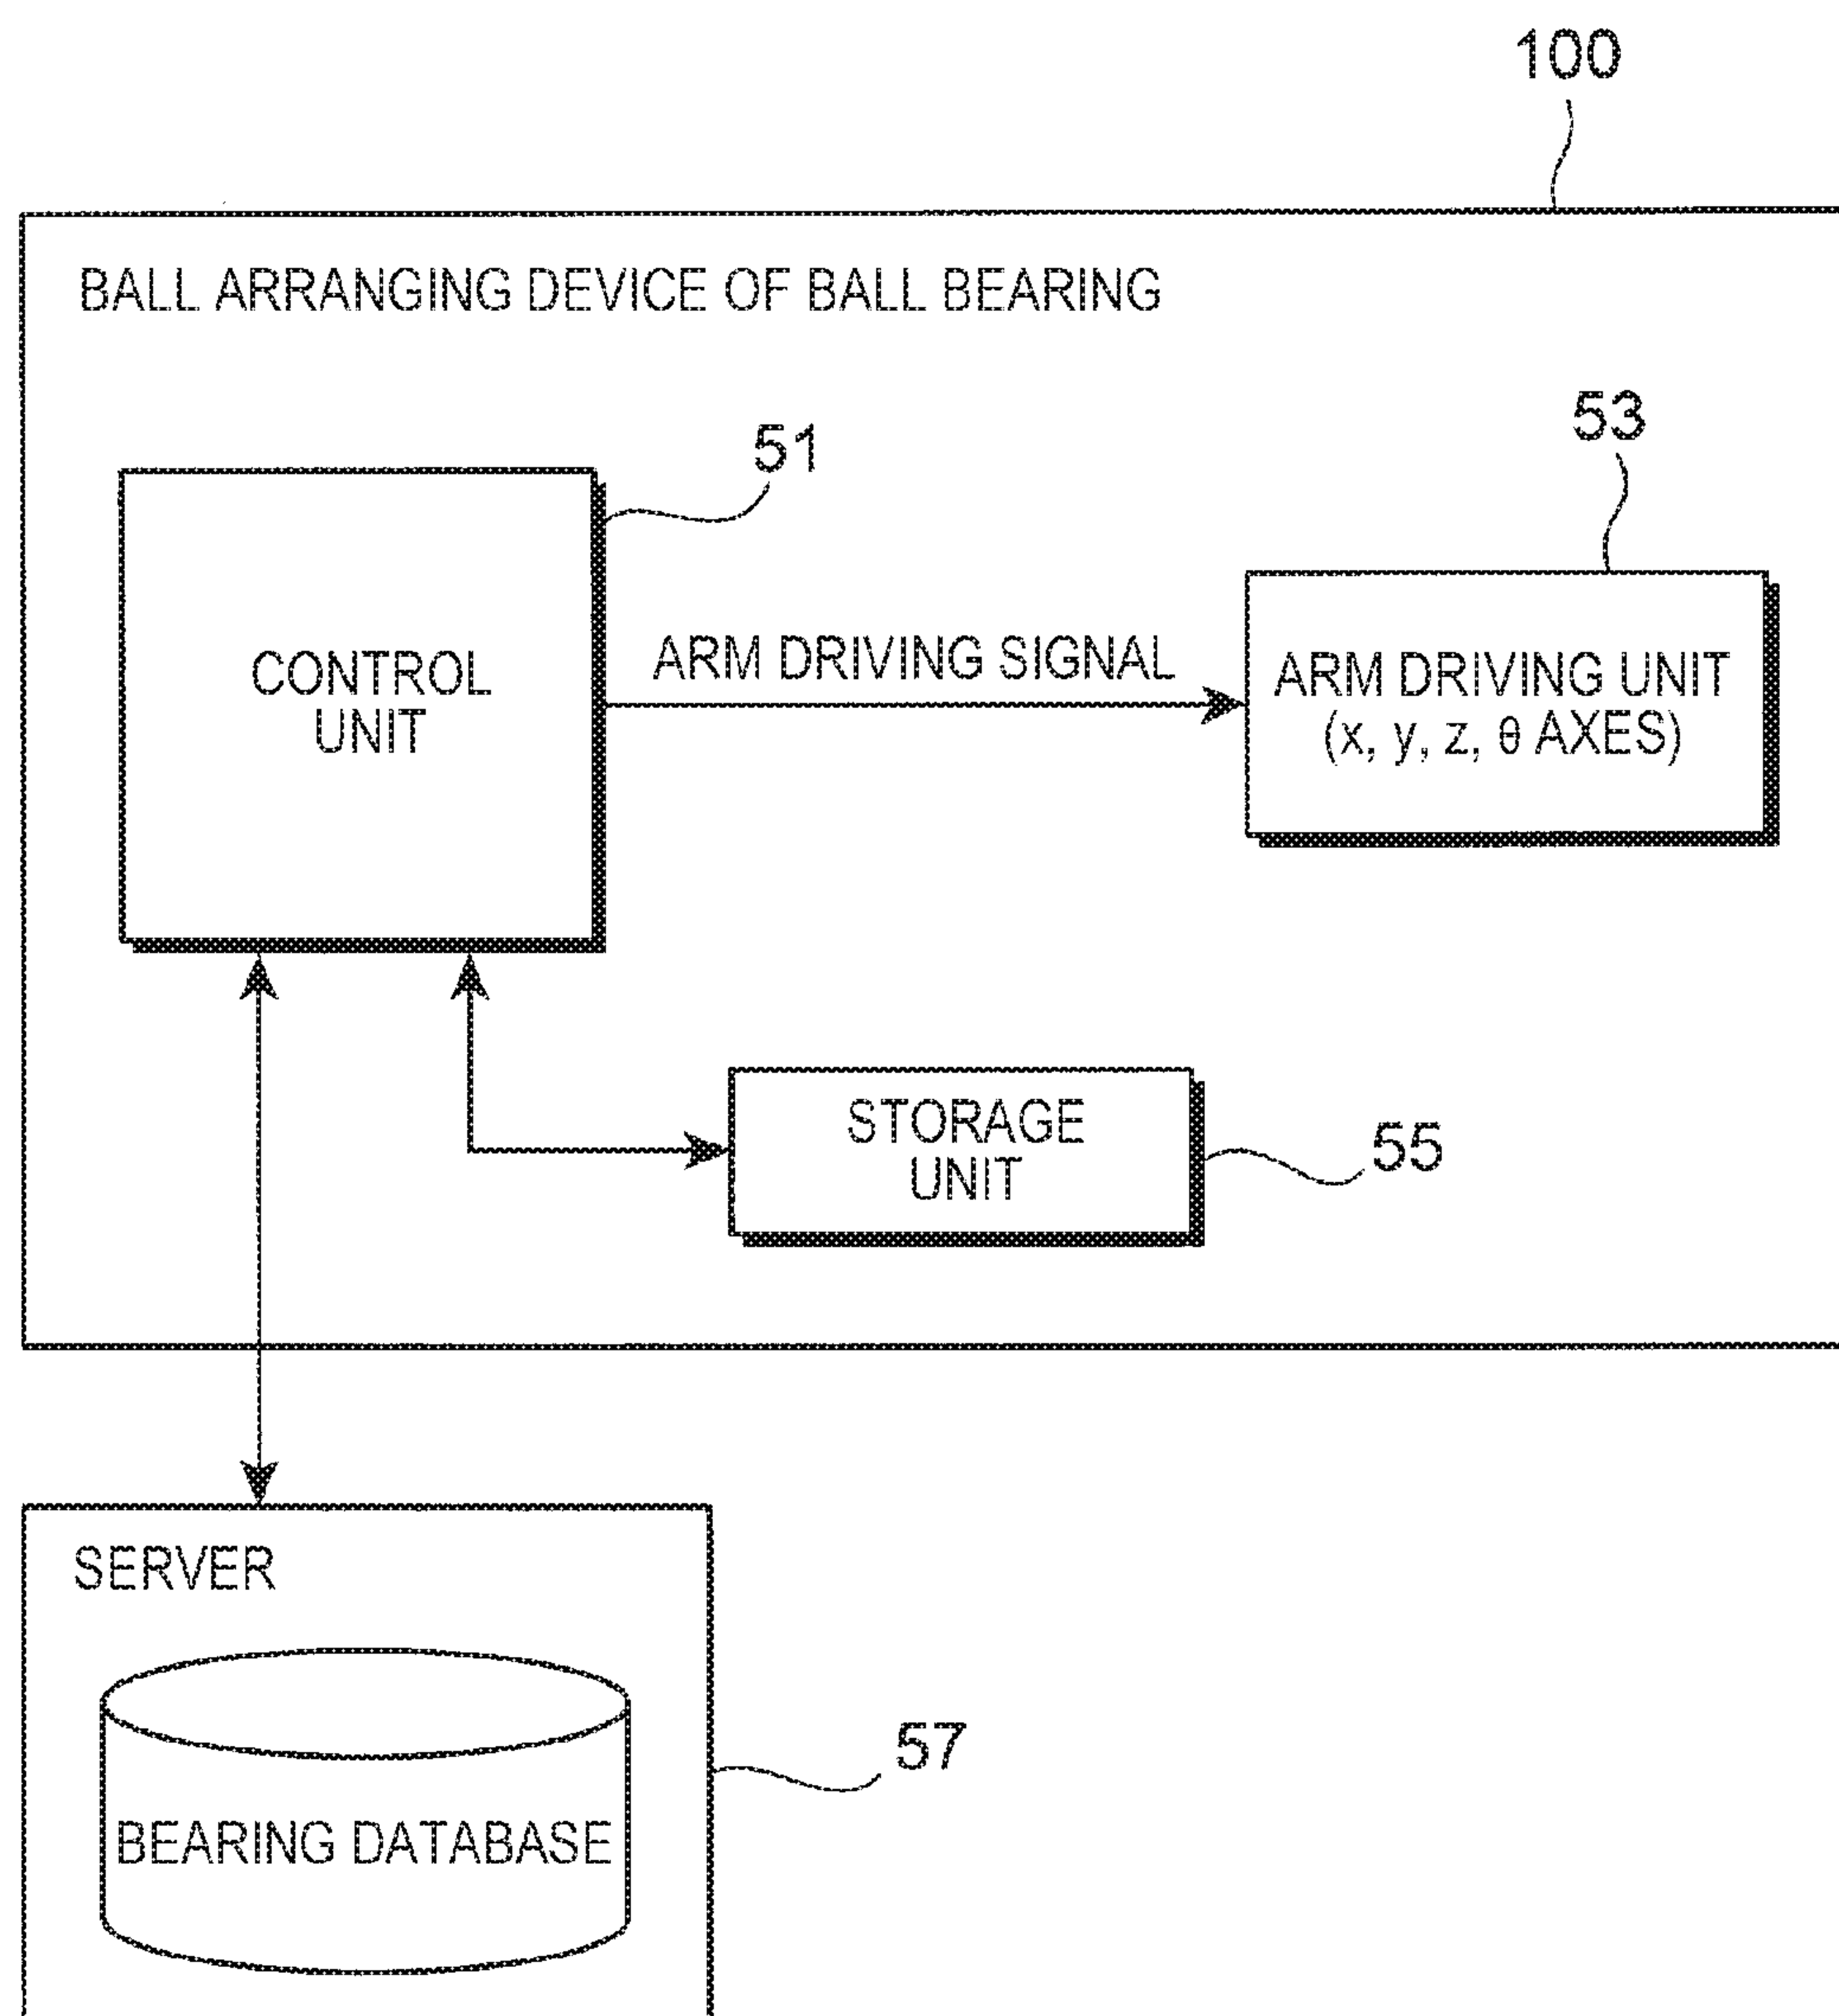 100
BALL ARRANGING DEVICE OF BALL BEARING
51
53
CONTROL
UNIT
ARM DRIVING SIGNAL
ARM DRIVING UNIT
(x, y, z, θ AXES)
STORAGE
UNIT
55
SERVER
57
BEARING DATABASE